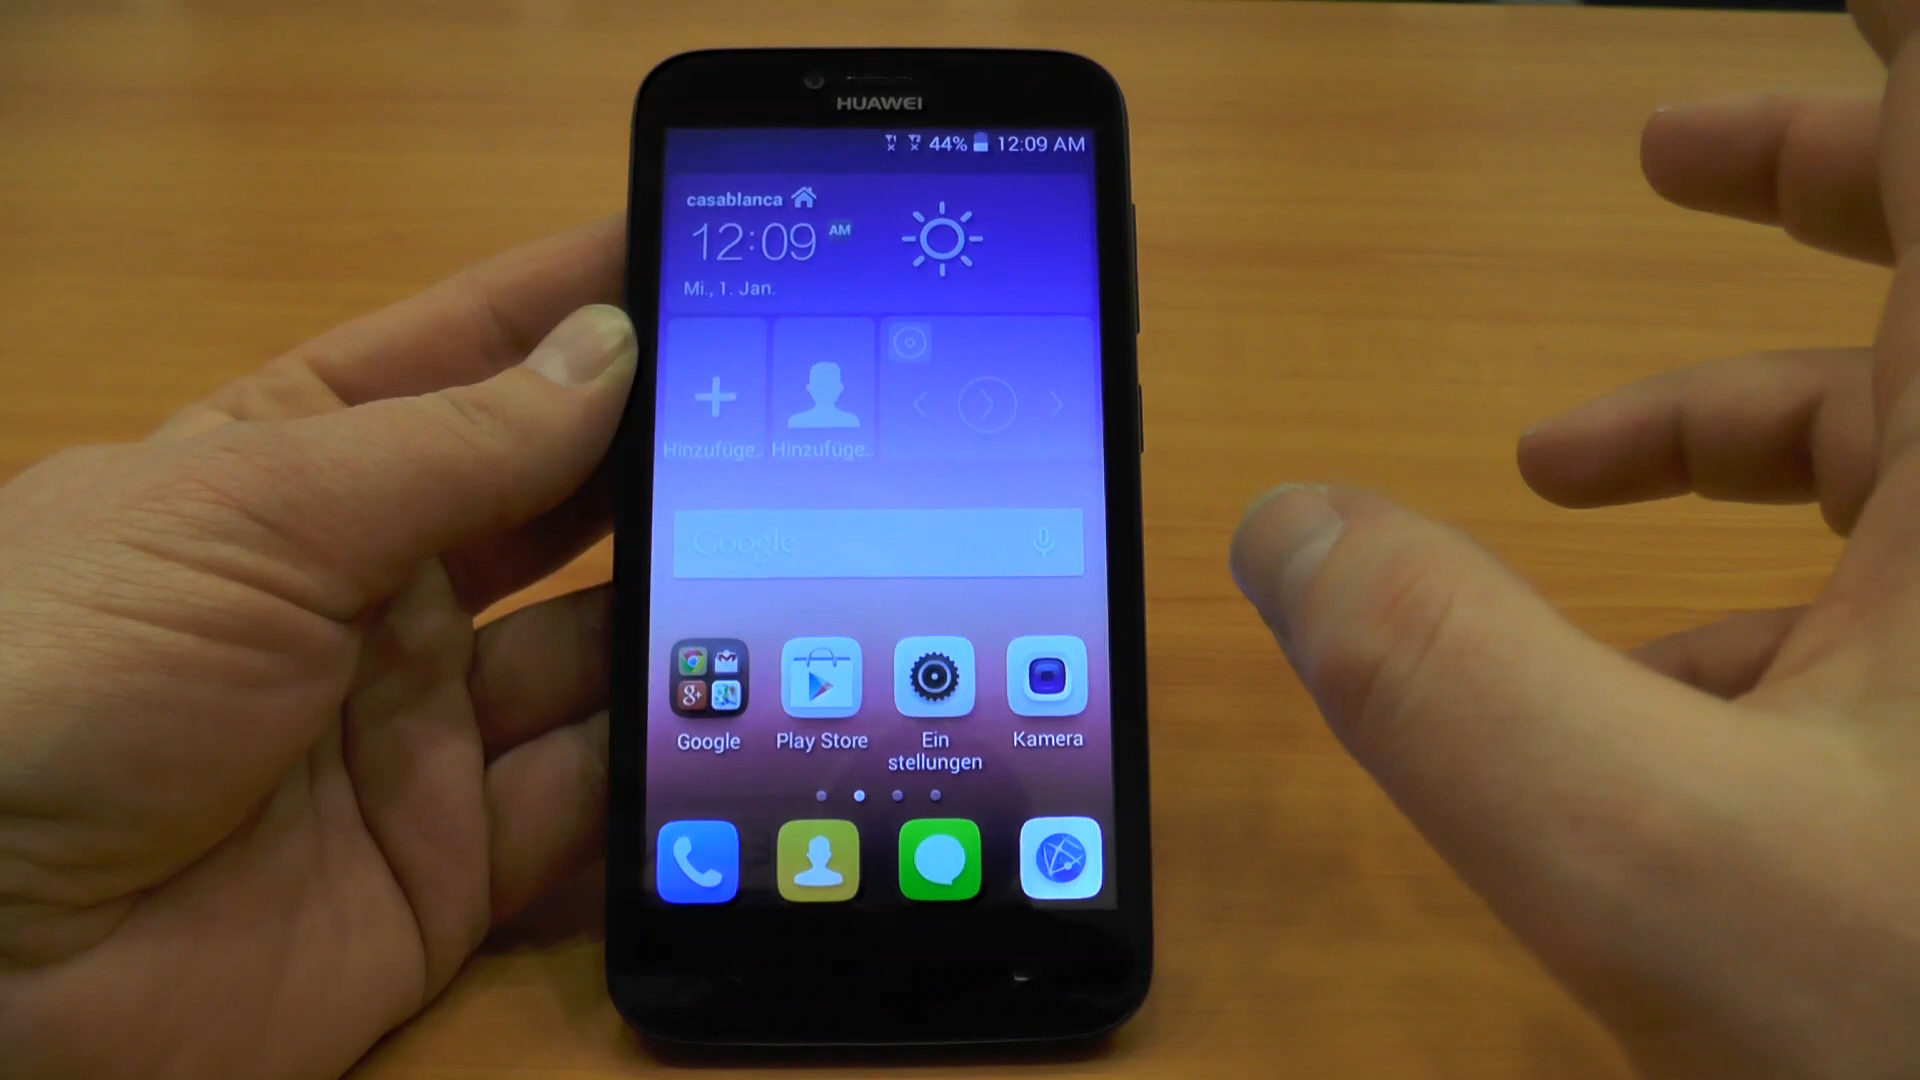 HUAWEI
44% 12:09 AM
casablanca
12:09 AM
Mi., 1. Jan.
Hinzufüge.. Hinzufüge..
Google
Google Play Store Ein stellungen Kamera